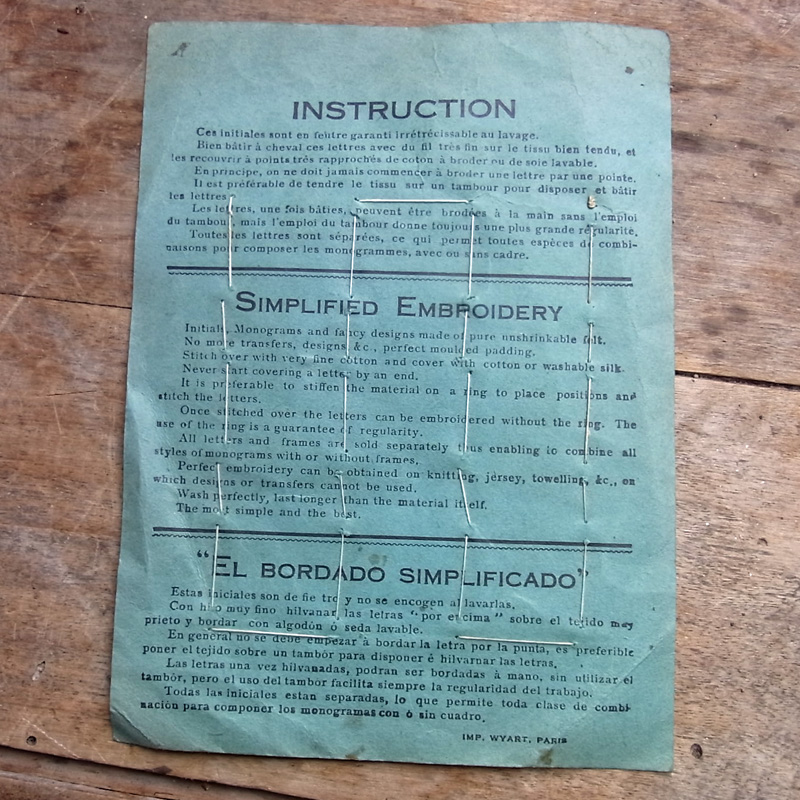 INSTRUCTION
Ces initiales sont en feutre garanti irrétrécissable au lavage.
Bien bâtir à cheval ces lettres avec du fil très fin sur le tissu bien tendu, et
les recouvrir à points très rapprochés de coton à broder ou de soie lavable.
En principe, on ne doit jamais commencer à broder une lettre par une pointe.
Il est préférable de tendre le tissu sur un tambour pour disposer et bâtir
les lettres
Les lettres, une fois bâties, peuvent être brodées à la main sans l'emploi
du tambour, mais l'emploi du tambour donne toujours une plus grande régularité.
Toutes les lettres sont séparées, ce qui permet toutes espèces de combi-
naisons pour composer les monogrammes, avec ou sans cadre.
SIMPLIFIED EMBROIDERY
Initials, Monograms and fancy designs made of pure unshrinkable felt.
No more transfers, designs &c., perfect moulded padding.
Stitch over with very fine cotton and cover with cotton or washable silk.
Never start covering a letter by an end.
It is preferable to stiffen the material on a ring to place positions and
stitch the letters.
Once stitched over the letters can be embroidered without the ring. The
use of the ring is a guarantee of regularity.
All letters and frames are sold separately thus enabling to combine all
styles of monograms with or without frames.
Perfect embroidery can be obtained on knitting, jersey, towelling, &c., on
which designs or transfers cannot be used.
Wash perfectly, last longer than the material itself.
The most simple and the best.
"EL BORDADO SIMPLIFICADO"
Estas iniciales son de fieltro y no se encogen al lavarlas.
Con hilo muy fino hilvanar las letras "por encima" sobre el tejido muy
prieto y bordar con algodón ó seda lavable.
En general no se debe empezar à bordar la letra por la punta, es preferible
poner el tejido sobre un tambór para disponer é hilvarnar las letras.
Las letras una vez hilvanadas, podran ser bordadas à mano, sin utilizar el
tambór, pero el uso del tambor facilita siempre la regularidad del trabajo.
Todas las iniciales estan separadas, lo que permite toda clase de combi-
nación para componer los monogramas con ó sin cuadro.
IMP. WYART, PARIS